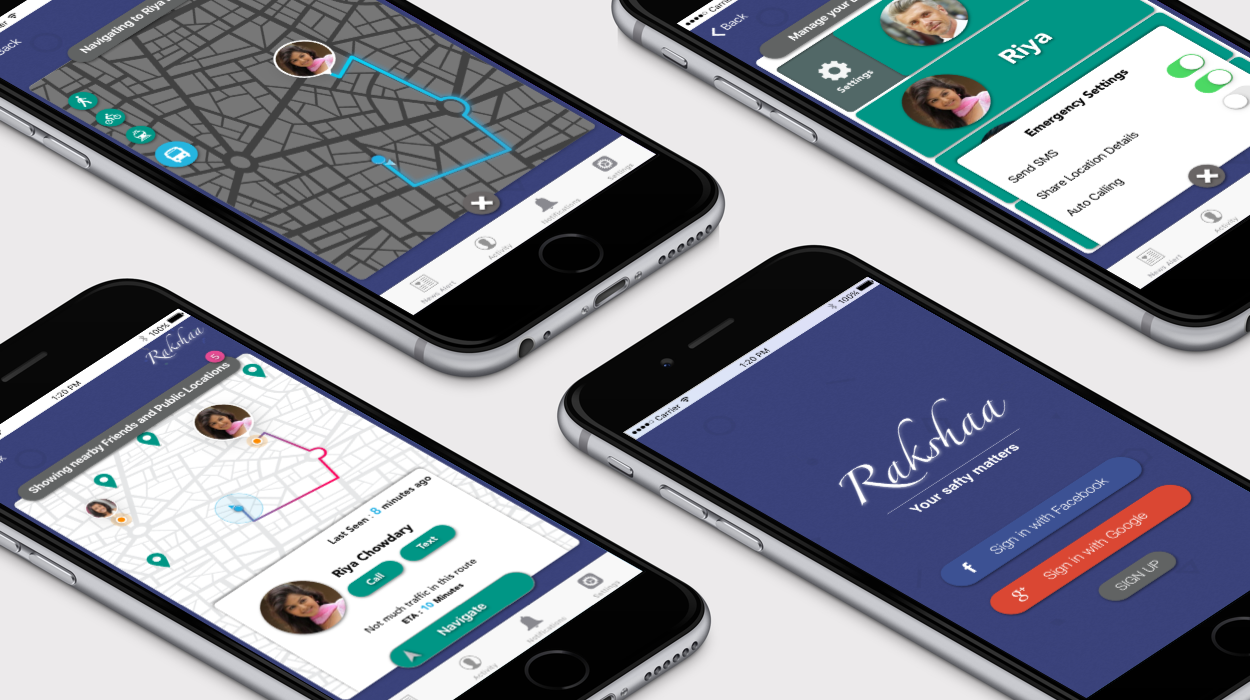 Back
Navigating to Riya
News Alert
Activity
Notifications
Settings
Carrier
Back
Manage your
Settings
Riya
Emergency Settings
Send SMS
Share Location Details
Auto Calling
News Alert
Activity
1:20 PM
100%
Rakshaa
5
Showing nearby Friends and Public Locations
Last Seen - 8 minutes ago
Riya Chowdary
Call
Text
Not much traffic in this route
ETA : 10 Minutes
Navigate
Activity
Notifications
Settings
Carrier
1:20 PM
100%
Rakshaa
Your safty matters
f
Sign in with Facebook
g+
Sign in with Google
SIGN UP